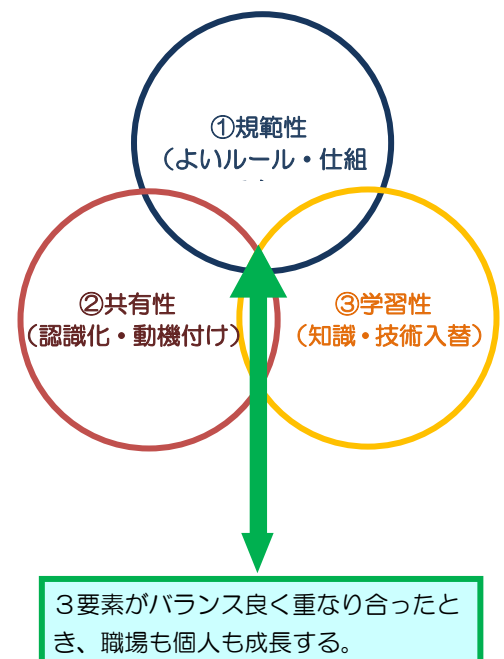 ①規範性
（よいルール・仕組
②共有性
（認識化・動機付け）
③学習性
（知識・技術入替）
３要素がバランス良く重なり合ったと
き、職場も個人も成長する。